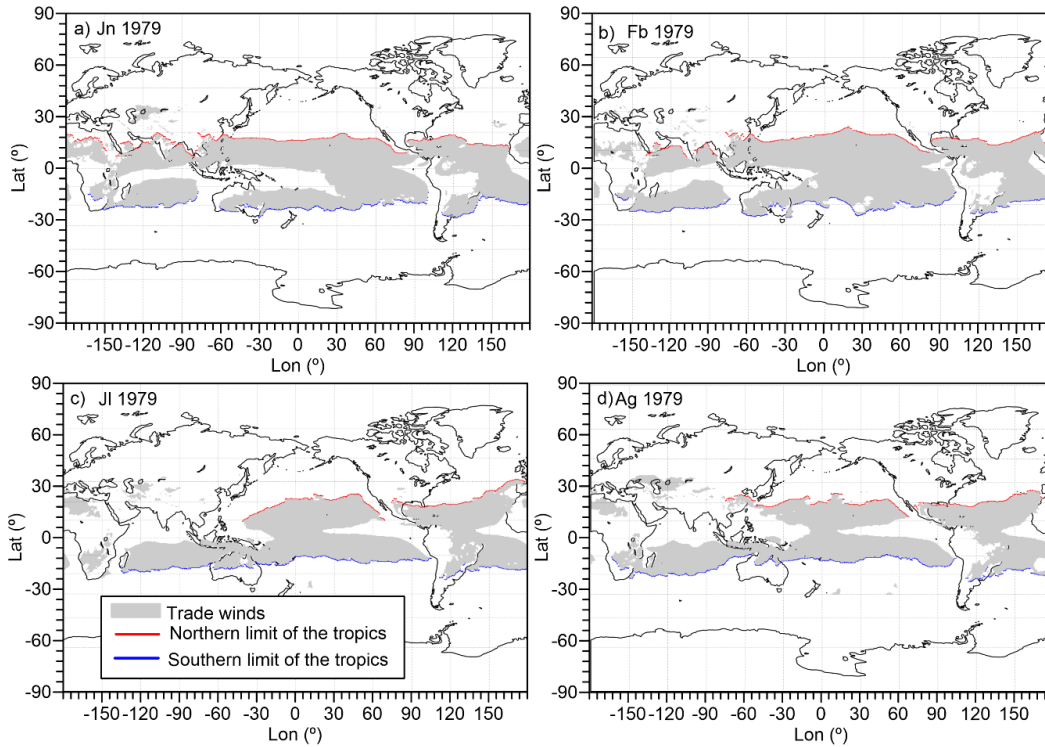 a) Jn 1979
90
60
30
0
-30
-60
-90
Lat (º)
-150 -120 -90 -60 -30 0 30 60 90 120 150
Lon (º)
b) Fb 1979
90
60
30
0
-30
-60
-90
Lat (º)
-150 -120 -90 -60 -30 0 30 60 90 120 150
Lon (º)
c) Jl 1979
90
60
30
0
-30
-60
-90
Lat (º)
Trade winds
Northern limit of the tropics
Southern limit of the tropics
-150 -120 -90 -60 -30 0 30 60 90 120 150
Lon (º)
d) Ag 1979
90
60
30
0
-30
-60
-90
Lat (º)
-150 -120 -90 -60 -30 0 30 60 90 120 150
Lon (º)